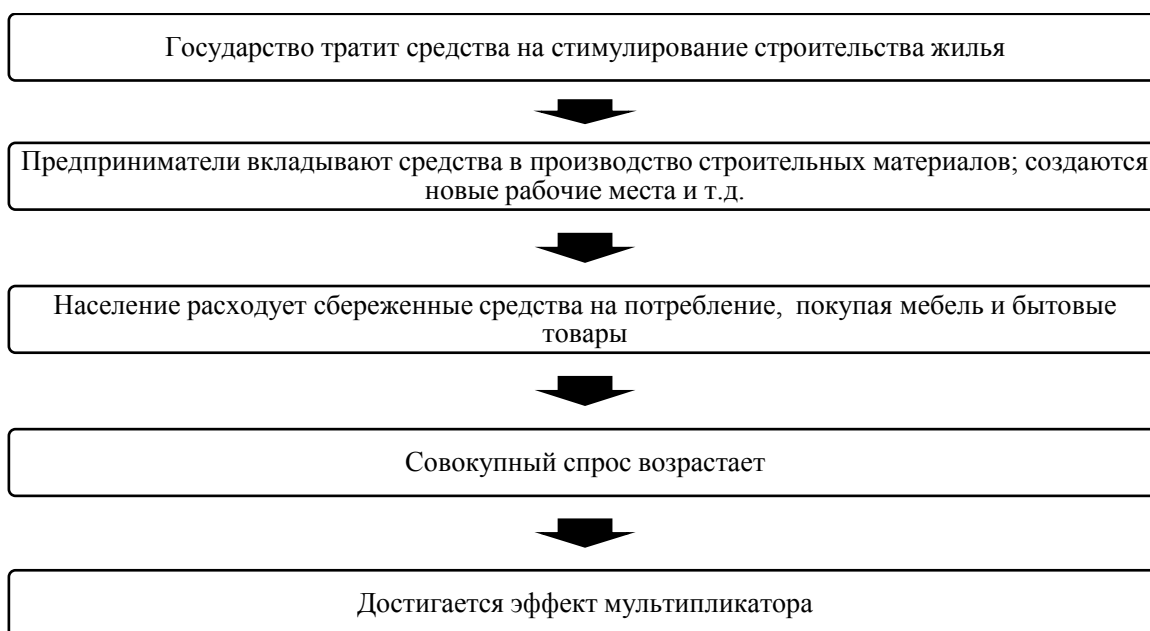 Государство тратит средства на стимулирование строительства жилья
Предприниматели вкладывают средства в производство строительных материалов; создаются
новые рабочие места и т.д.
Население расходует сбереженные средства на потребление, покупая мебель и бытовые
товары
Совокупный спрос возрастает
Достигается эффект мультипликатора